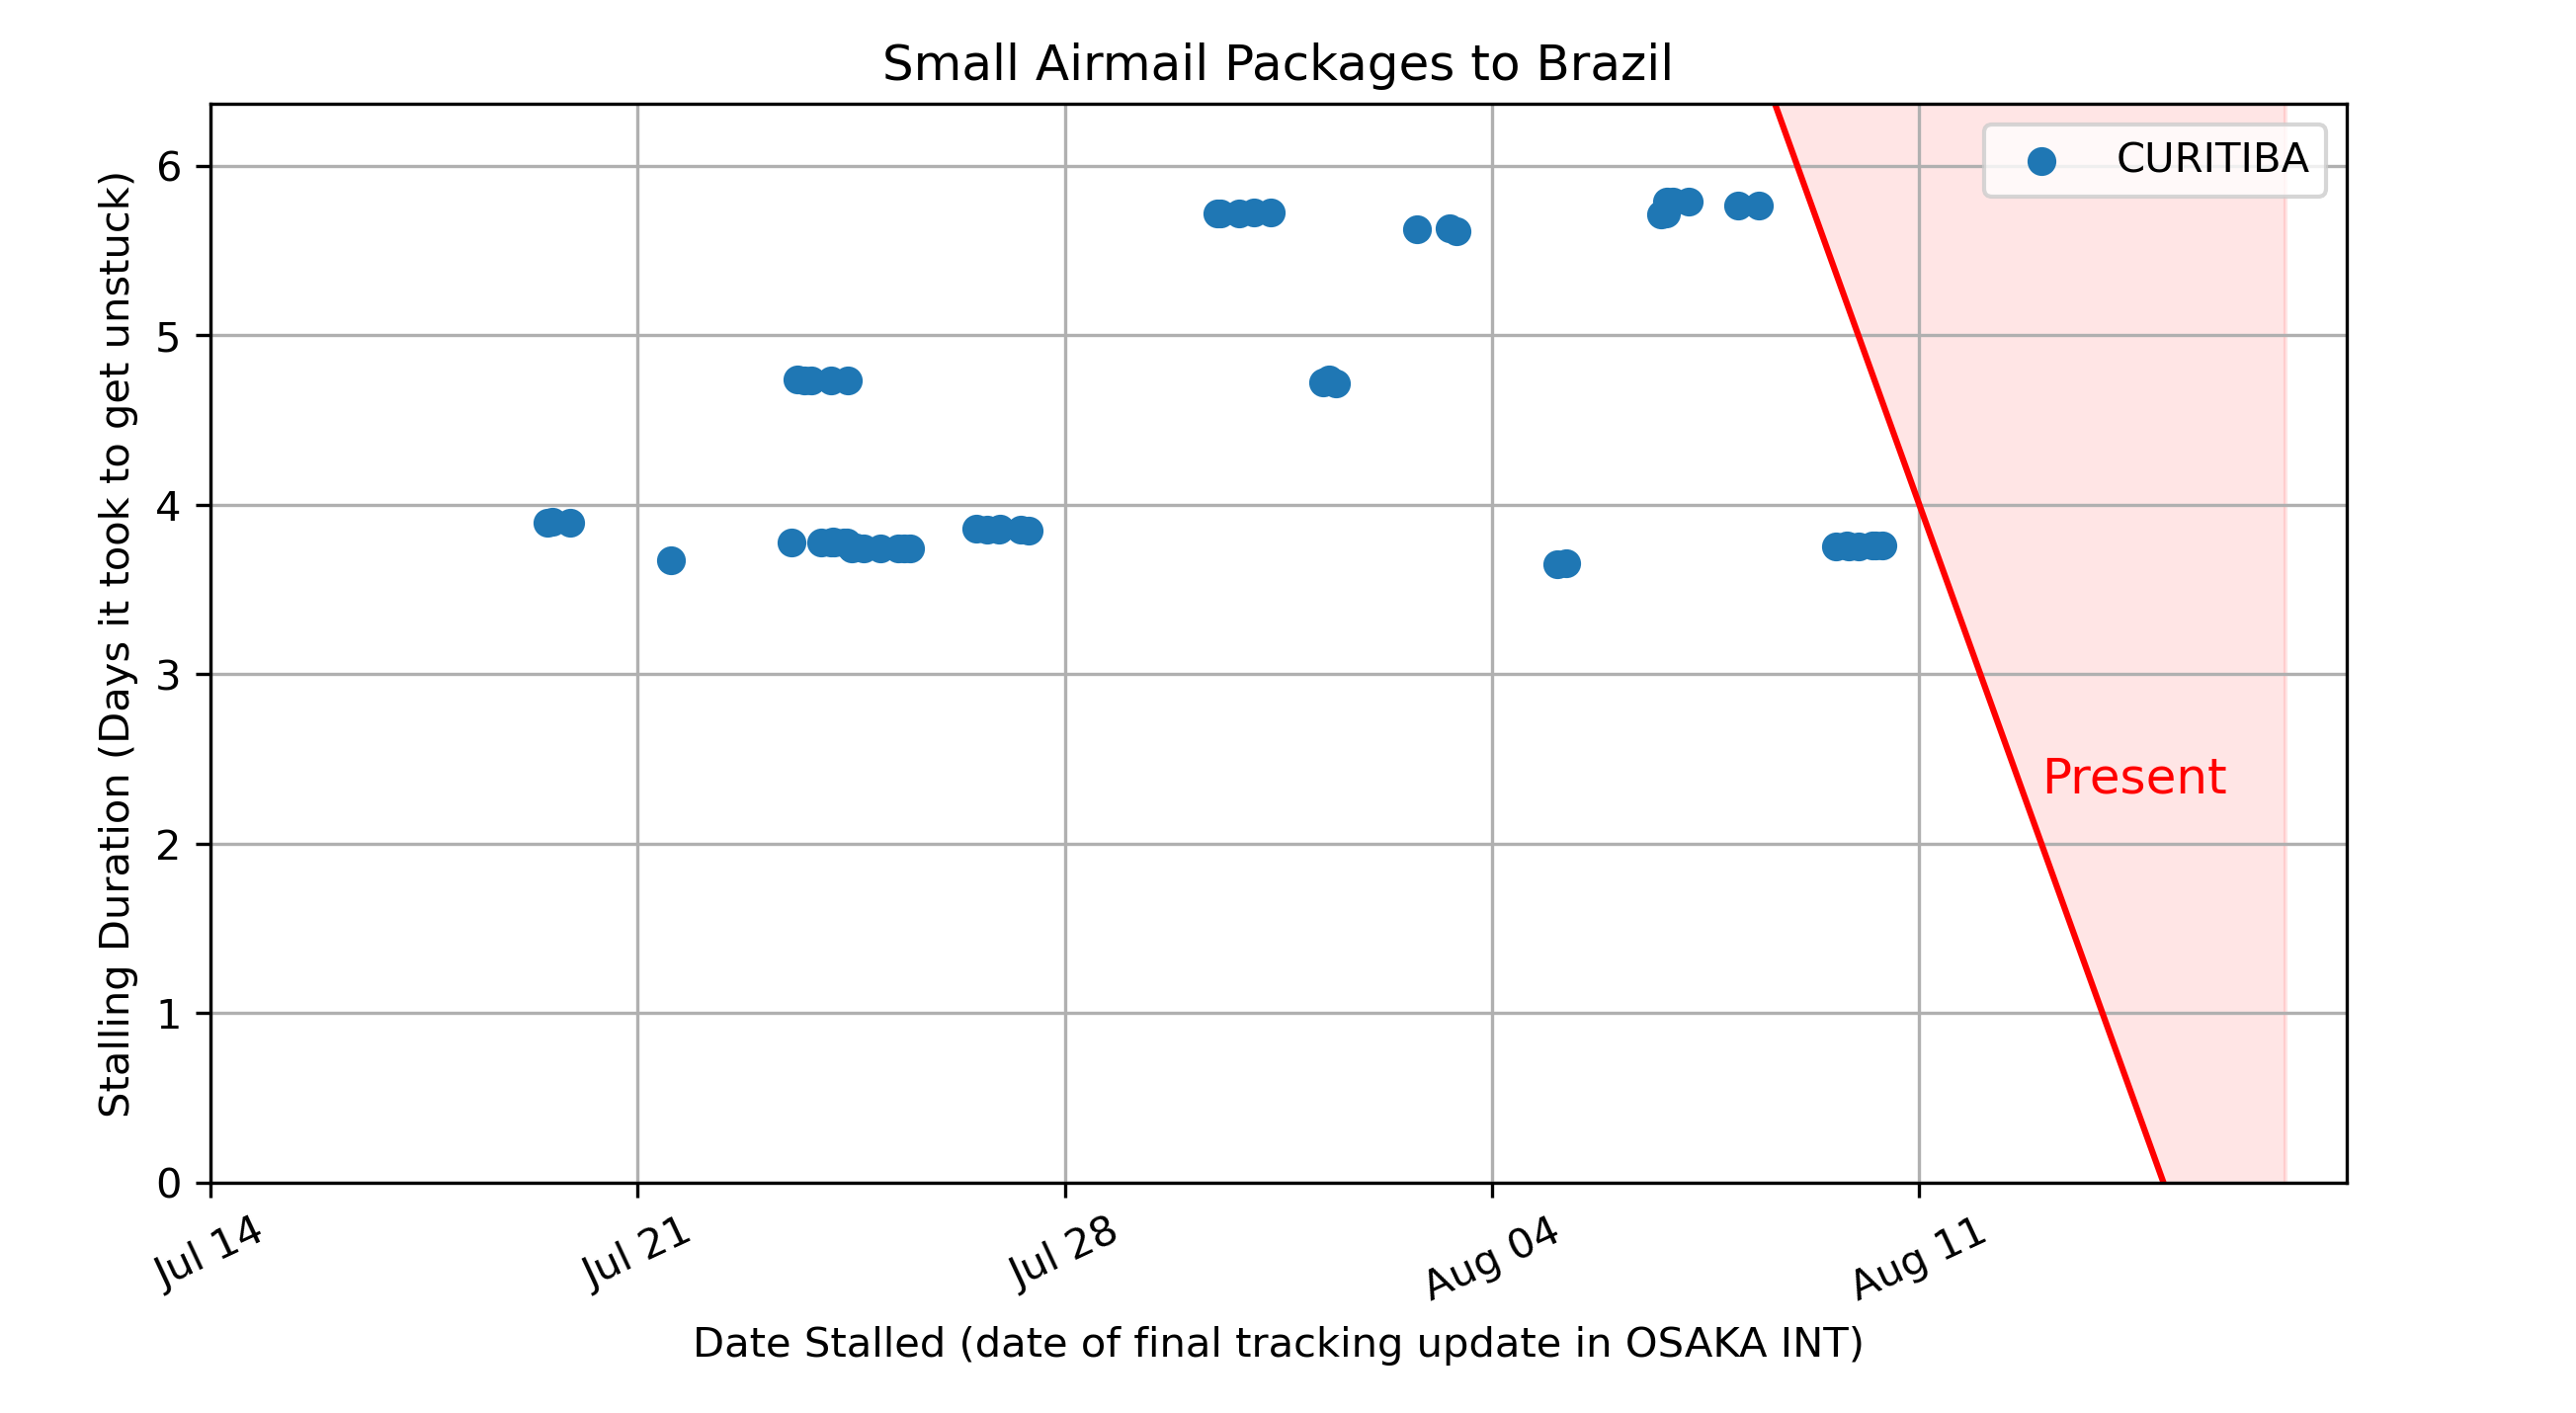 Small Airmail Packages to Brazil
CURITIBA
Stalling Duration (Days it took to get unstuck)
6
5
4
3
2
1
0
Present
Jul 14
Jul 21
Jul 28
Aug 04
Aug 11
Date Stalled (date of final tracking update in OSAKA INT)